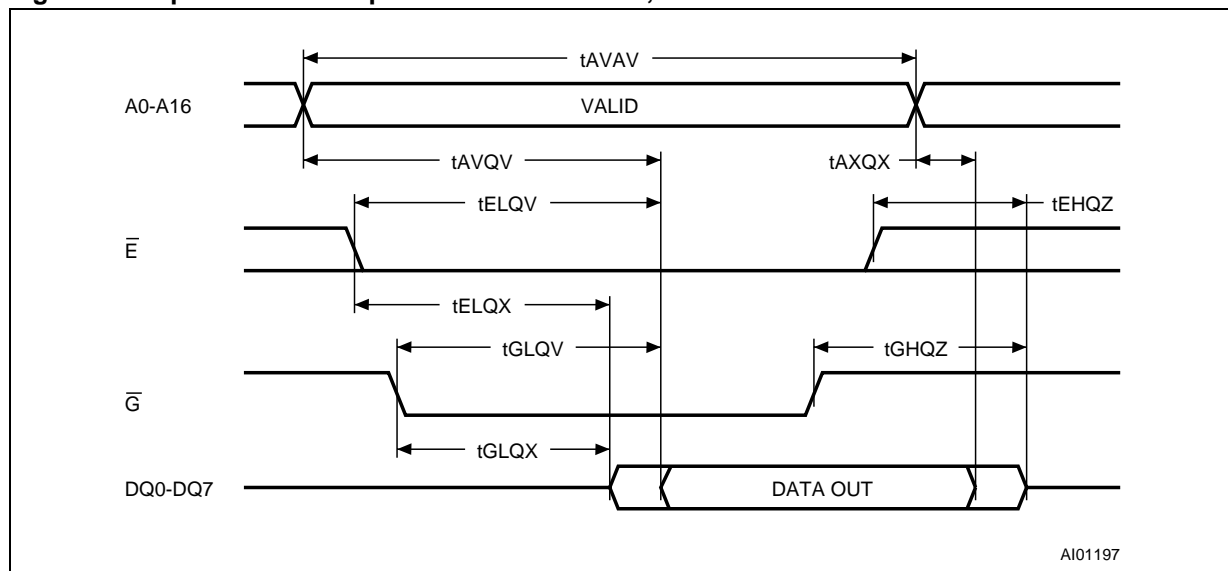 tAVAV
A0-A16
VALID
tAVQV
tAXQX
tELQV
tEHQZ
E̅
tELQX
tGLQV
tGHQZ
G̅
tGLQX
DQ0-DQ7
DATA OUT
AI01197